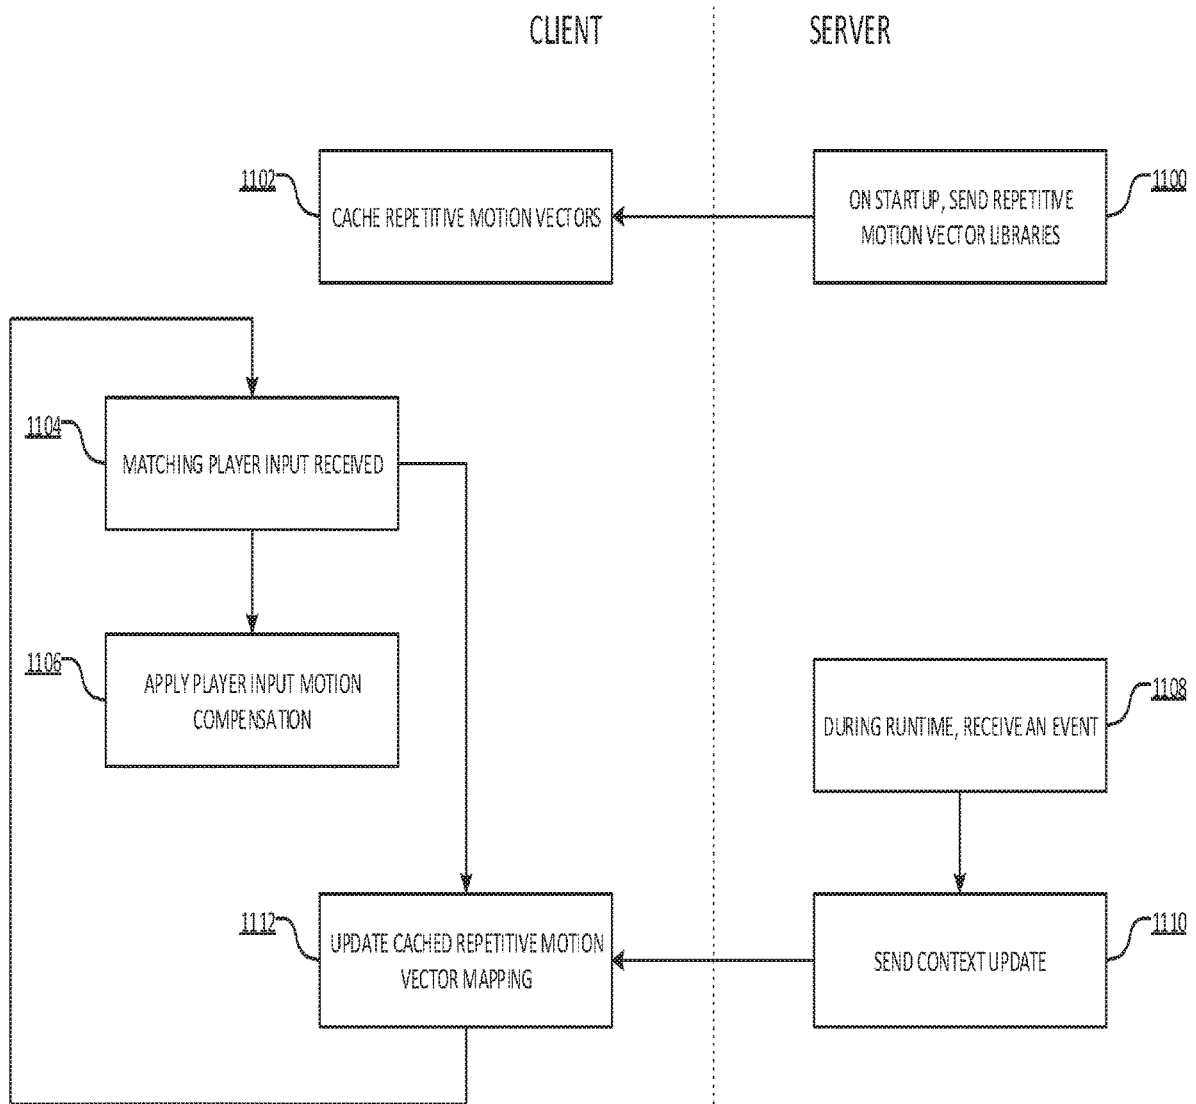 CLIENT
SERVER
1102
CACHE REPETITIVE MOTION VECTORS
1100
ON STARTUP, SEND REPETITIVE
MOTION VECTOR LIBRARIES
1104
MATCHING PLAYER INPUT RECEIVED
1106
APPLY PLAYER INPUT MOTION
COMPENSATION
1108
DURING RUNTIME, RECEIVE AN EVENT
1112
UPDATE CACHED REPETITIVE MOTION
VECTOR MAPPING
1110
SEND CONTEXT UPDATE